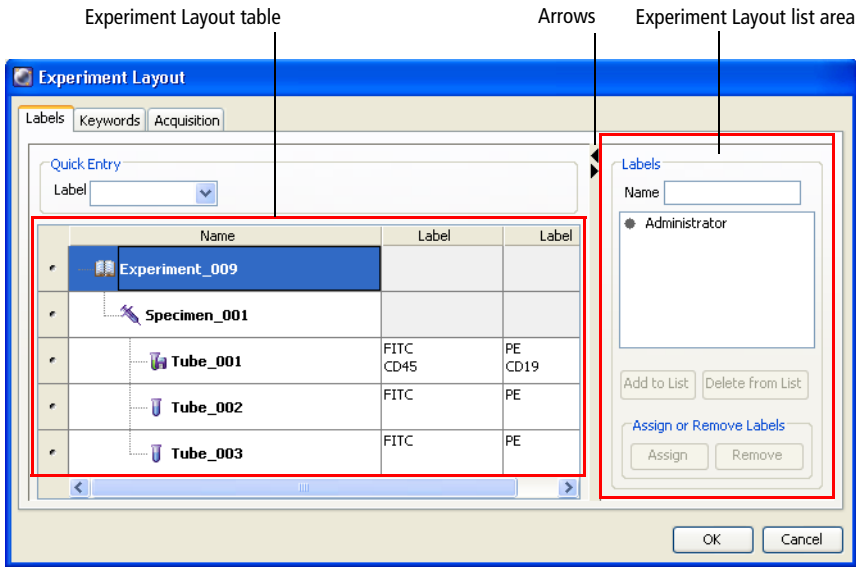 Experiment Layout table Arrows Experiment Layout list area
Experiment Layout
Labels Keywords Acquisition
Quick Entry
Label
Name Label Label
Experiment_009
Specimen_001
Tube_001 FITC PE
CD45 CD19
Tube_002 FITC PE
Tube_003 FITC PE
Labels
Name
Administrator
Add to List Delete from List
Assign or Remove Labels
Assign Remove
OK Cancel